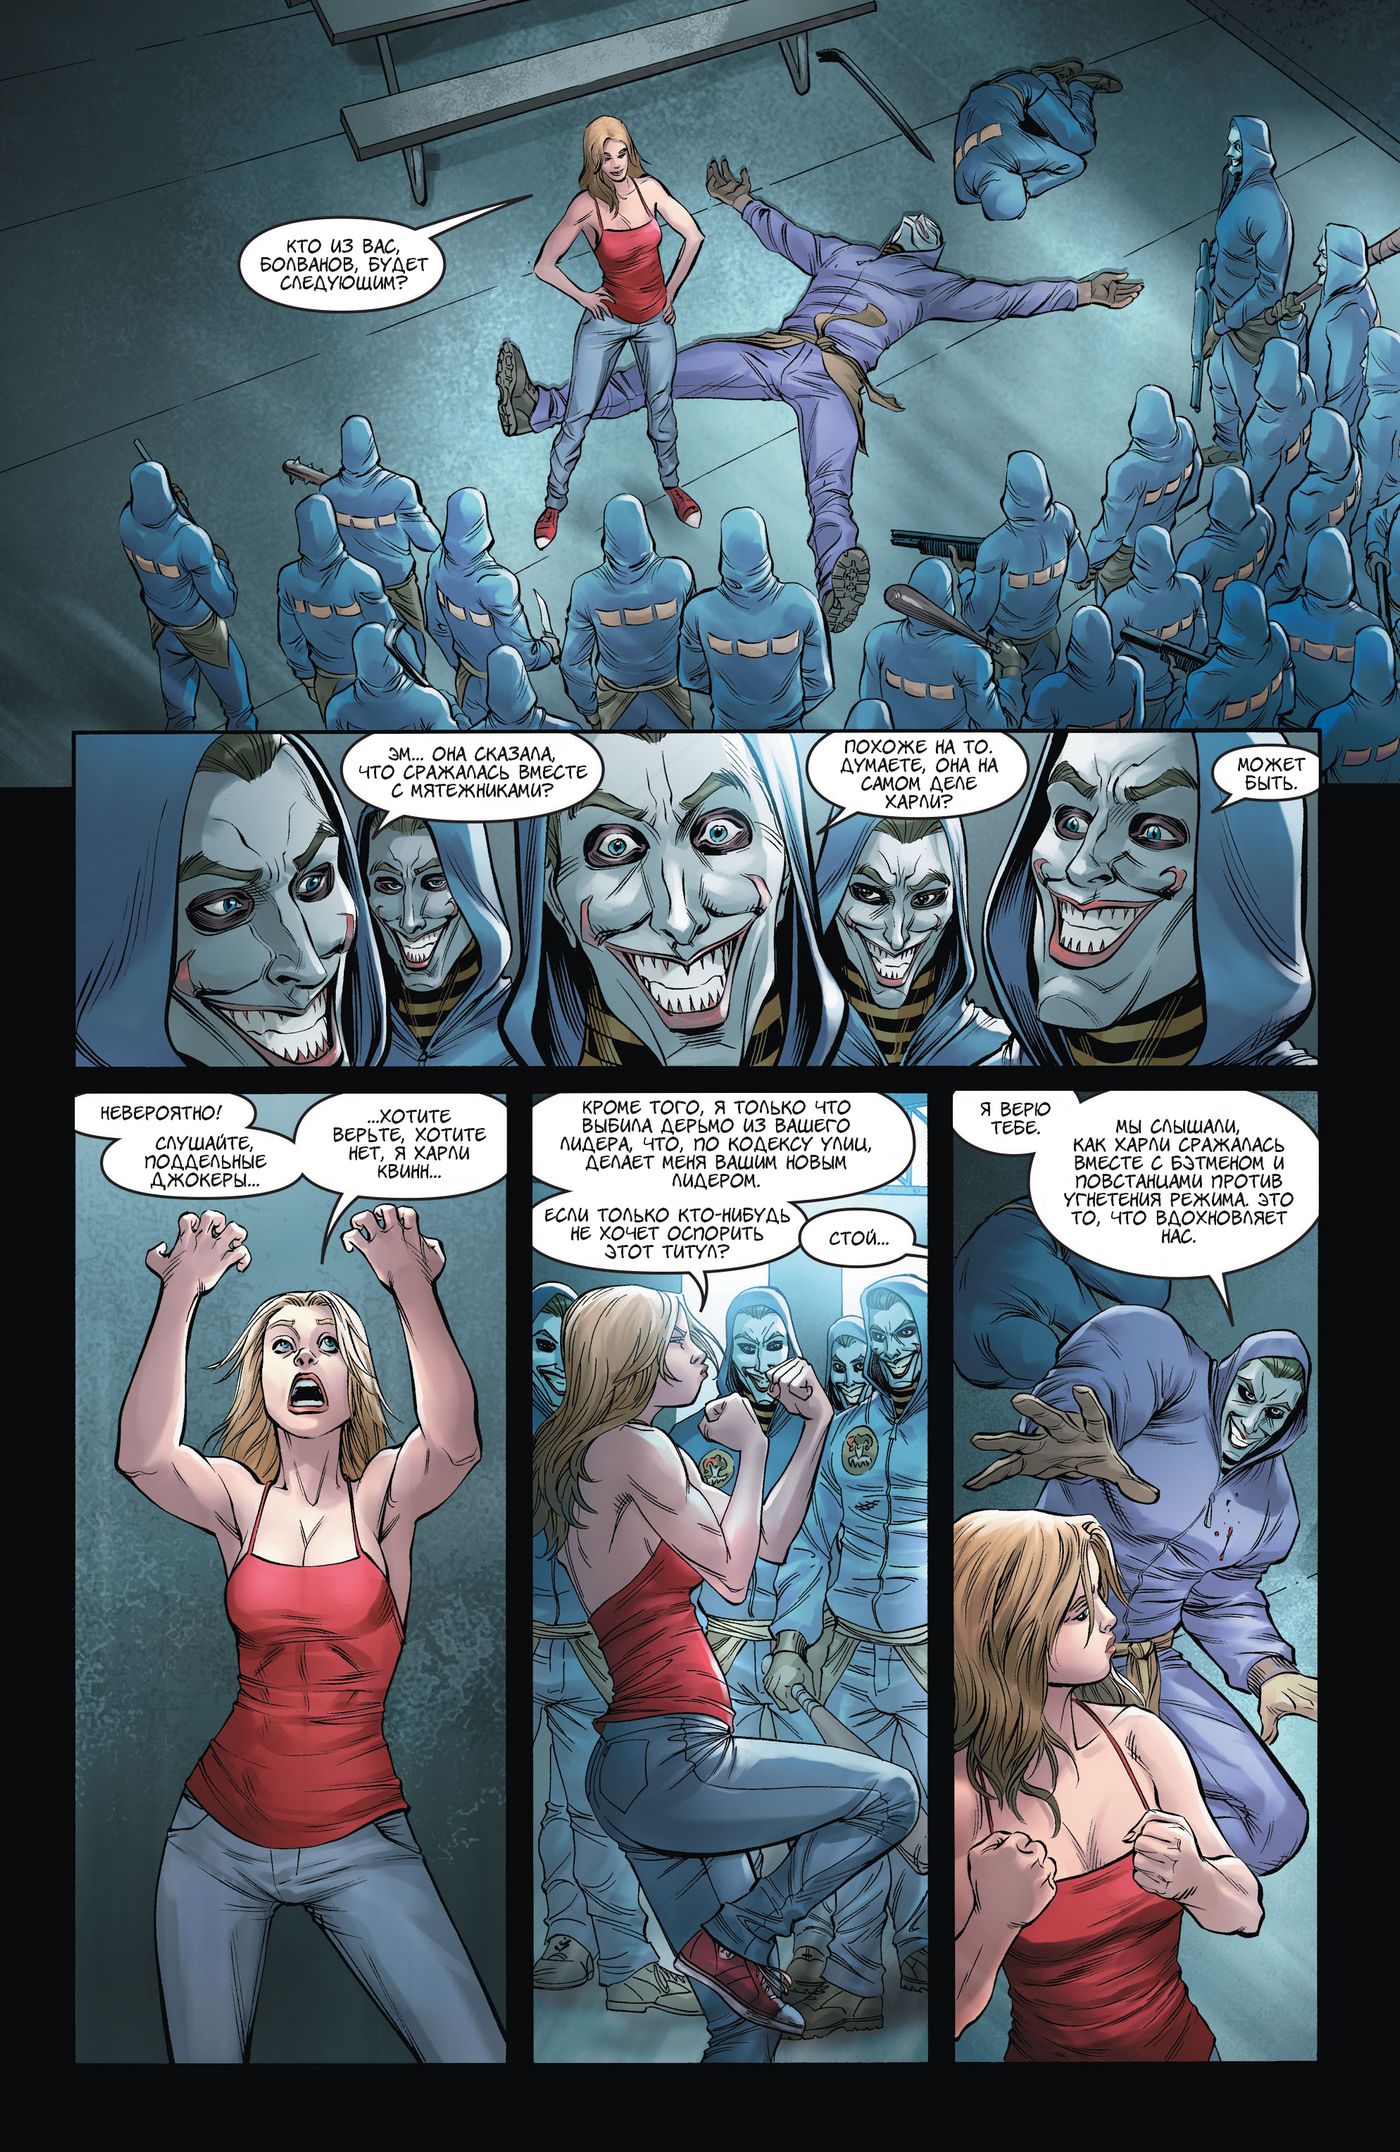 КТО ИЗ ВАС,
БОЛВАНОВ, БУДЕТ
СЛЕДУЮЩИМ?
ЭМ... ОНА СКАЗАЛА,
ЧТО СРАЖАЛАСЬ ВМЕСТЕ
С МЯТЕЖНИКАМИ?
ПОХОЖЕ НА ТО.
ДУМАЕТЕ, ОНА НА
САМОМ ДЕЛЕ
ХАРЛИ?
МОЖЕТ
БЫТЬ.
НЕВЕРОЯТНО!
СЛУШАЙТЕ,
ПОДДЕЛЬНЫЕ
ДЖОКЕРЫ...
...ХОТИТЕ
ВЕРЬТЕ, ХОТИТЕ
НЕТ, Я ХАРЛИ
КВИНН...
КРОМЕ ТОГО, Я ТОЛЬКО ЧТО
ВЫБИЛА ДЕРЬМО ИЗ ВАШЕГО
ЛИДЕРА, ЧТО, ПО КОДЕКСУ УЛИЦ,
ДЕЛАЕТ МЕНЯ ВАШИМ НОВЫМ
ЛИДЕРОМ.
ЕСЛИ ТОЛЬКО КТО-НИБУДЬ
НЕ ХОЧЕТ ОСПОРИТЬ
ЭТОТ ТИТУЛ?
СТОЙ...
Я ВЕРЮ
ТЕБЕ.
МЫ СЛЫШАЛИ,
КАК ХАРЛИ СРАЖАЛАСЬ
ВМЕСТЕ С БЭТМЕНОМ И
ПОВСТАНЦАМИ ПРОТИВ
УГНЕТЕНИЯ РЕЖИМА. ЭТО
ТО, ЧТО ВДОХНОВЛЯЕТ
НАС.